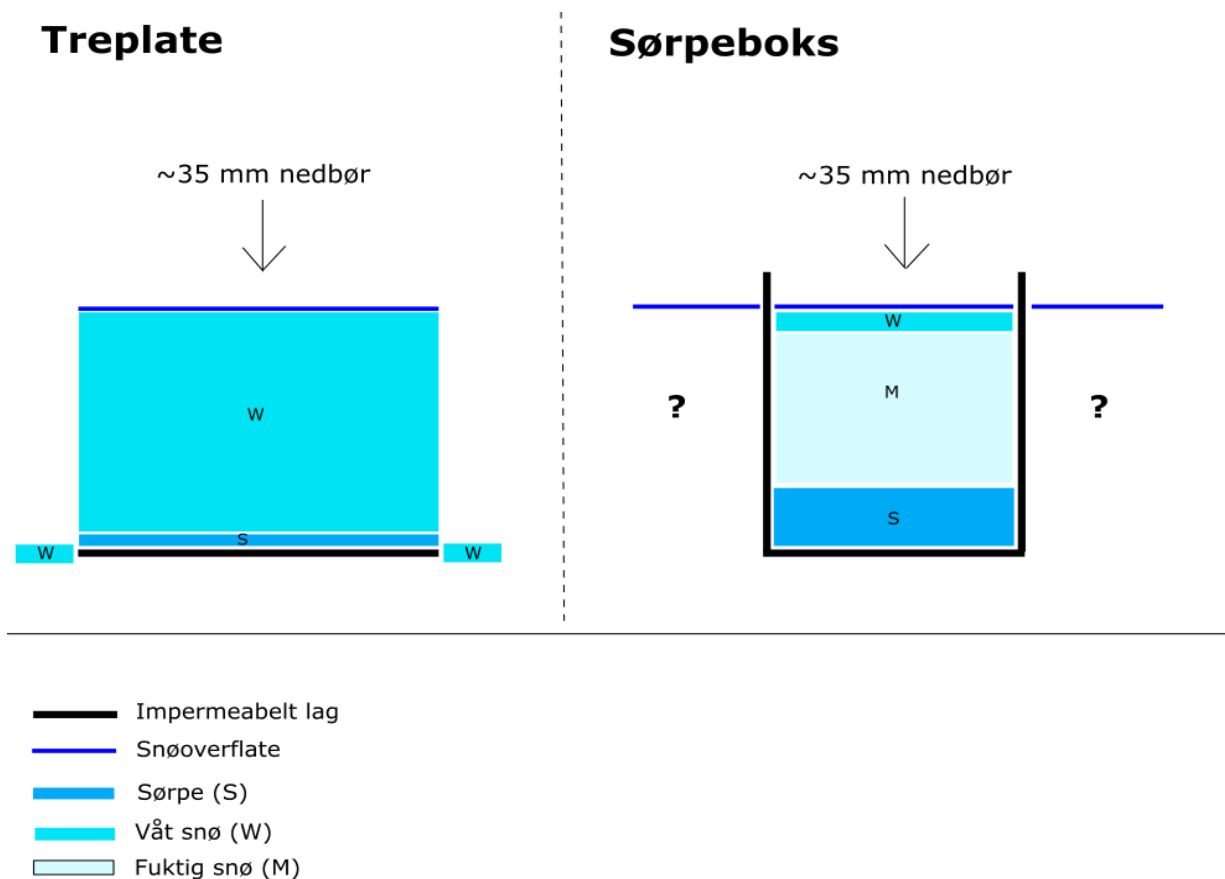 Treplate
Sørpeboks
~35 mm nedbør
~35 mm nedbør
W
M
W
?
?
S
S
W
W
Impermeabelt lag
Snøoverflate
Sørpe (S)
Våt snø (W)
Fuktig snø (M)